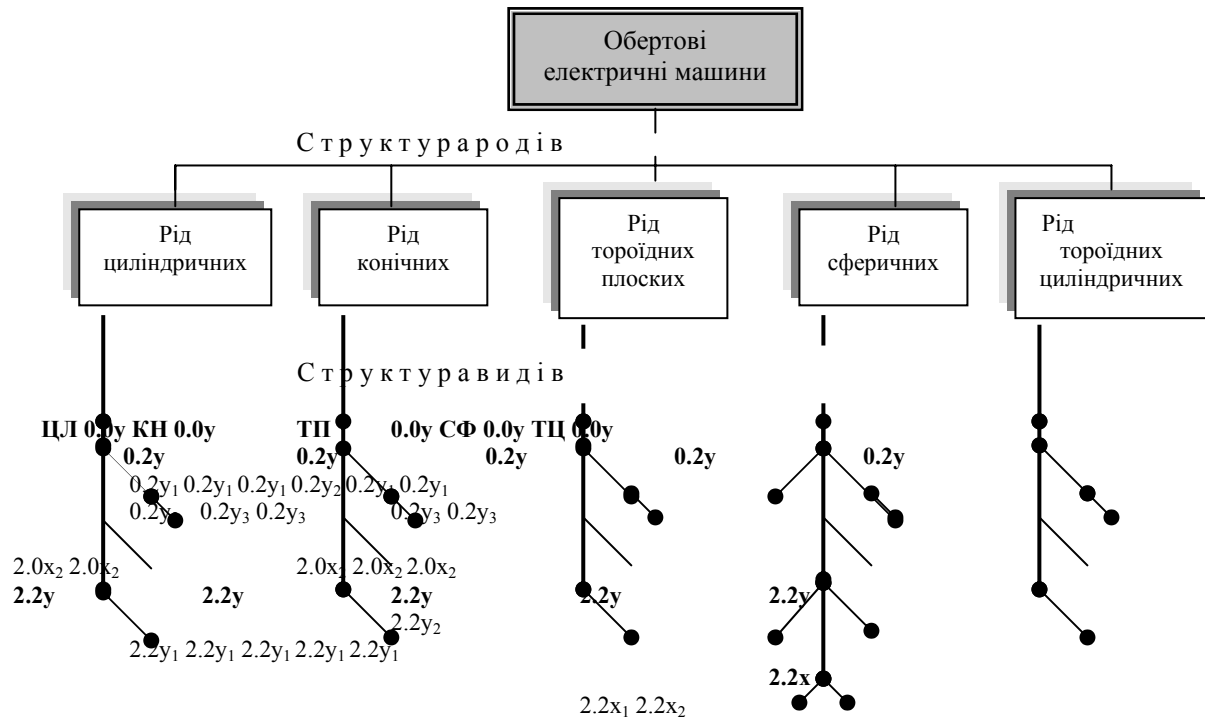 Обертові
електричні машини
С т р у к т у р а р о д і в
Рід
циліндричних
Рід
конічних
Рід
тороїдних
плоских
Рід
сферичних
Рід
тороїдних
циліндричних
С т р у к т у р а в и д і в
ЦЛ 0.0y КН 0.0y ТП 0.0y СФ 0.0y ТЦ 0.0y
0.2y 0.2y 0.2y 0.2y 0.2y
0.2y₁ 0.2y₁ 0.2y₁ 0.2y₂ 0.2y₁ 0.2y₁
0.2y 0.2y₃ 0.2y₃ 0.2y₃ 0.2y₃
2.0x₂ 2.0x₂ 2.0x₂ 2.0x₂ 2.0x₂
2.2y 2.2y 2.2y 2.2y 2.2y
2.2y₂
2.2y₁ 2.2y₁ 2.2y₁ 2.2y₁ 2.2y₁
2.2x
2.2x₁ 2.2x₂